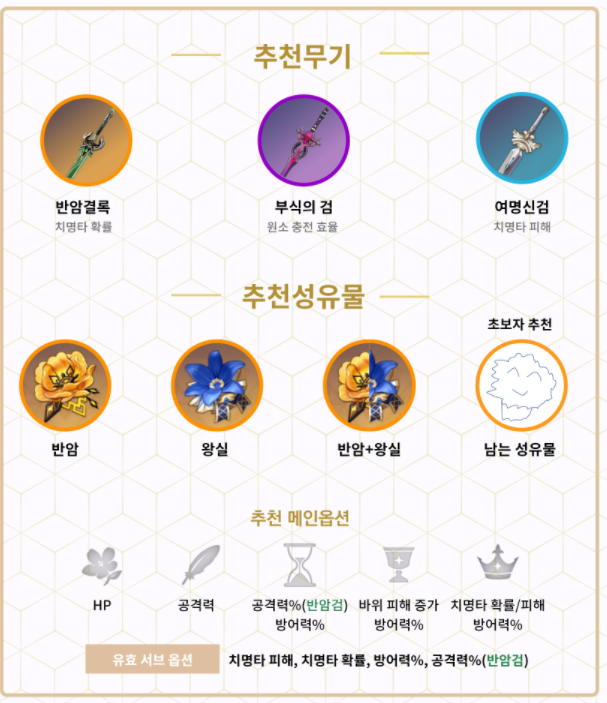 추천무기
반암결록
부식의 검
여명신검
치명타 확률
원소 충전 효율
치명타 피해
추천성유물
초보자 추천
반암
왕실
반암+왕실
남는 성유물
추천 메인옵션
HP
공격력
공격력%(반암검)
방어력%
바위 피해 증가
방어력%
치명타 확률/피해
방어력%
유효 서브 옵션
치명타 피해, 치명타 확률, 방어력%, 공격력%(반암검)